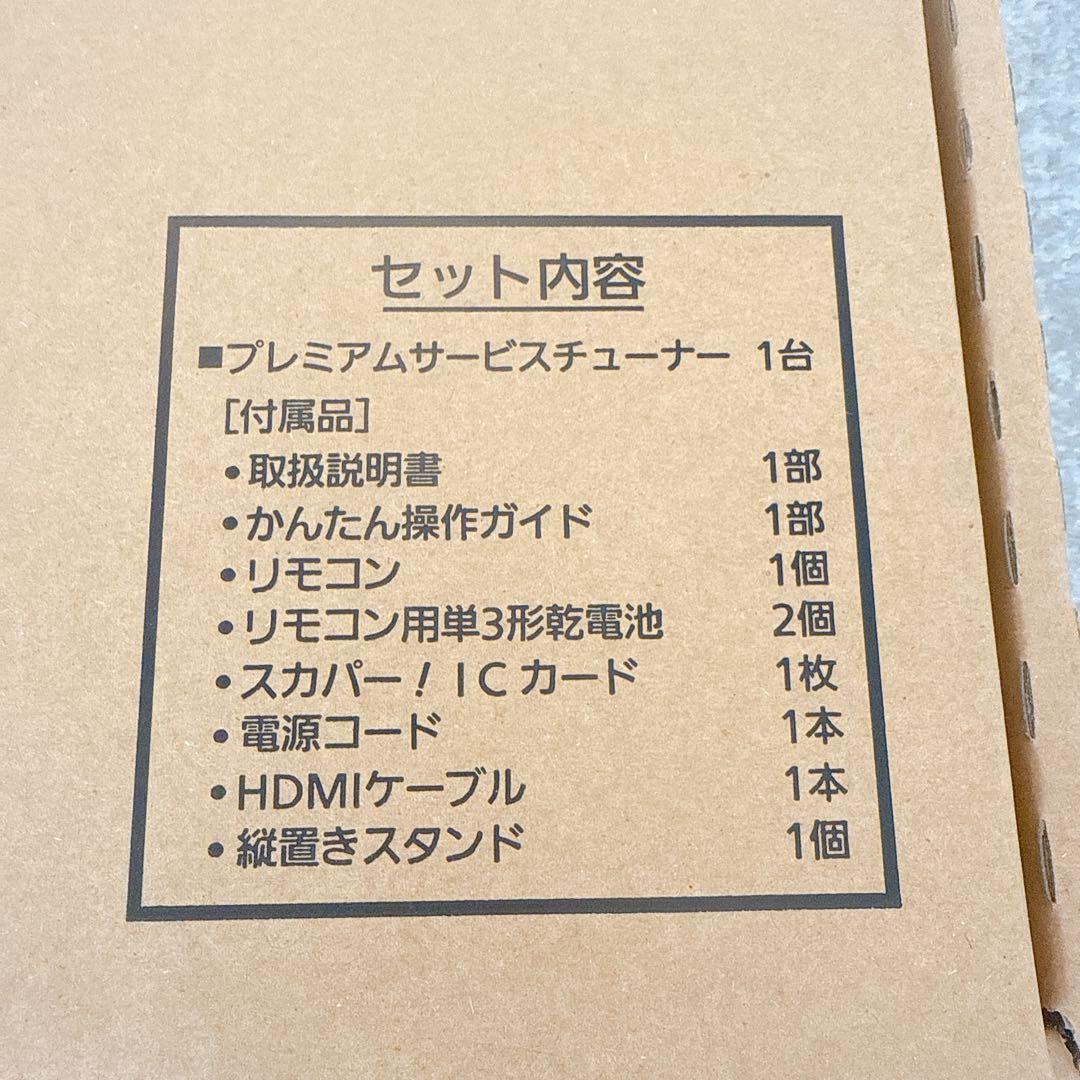 セット内容
■プレミアムサービスチューナー 1台
[付属品]
•取扱説明書 1部
•かんたん操作ガイド 1部
•リモコン 1個
•リモコン用単3形乾電池 2個
•スカパー！ICカード 1枚
•電源コード 1本
•HDMIケーブル 1本
•縦置きスタンド 1個